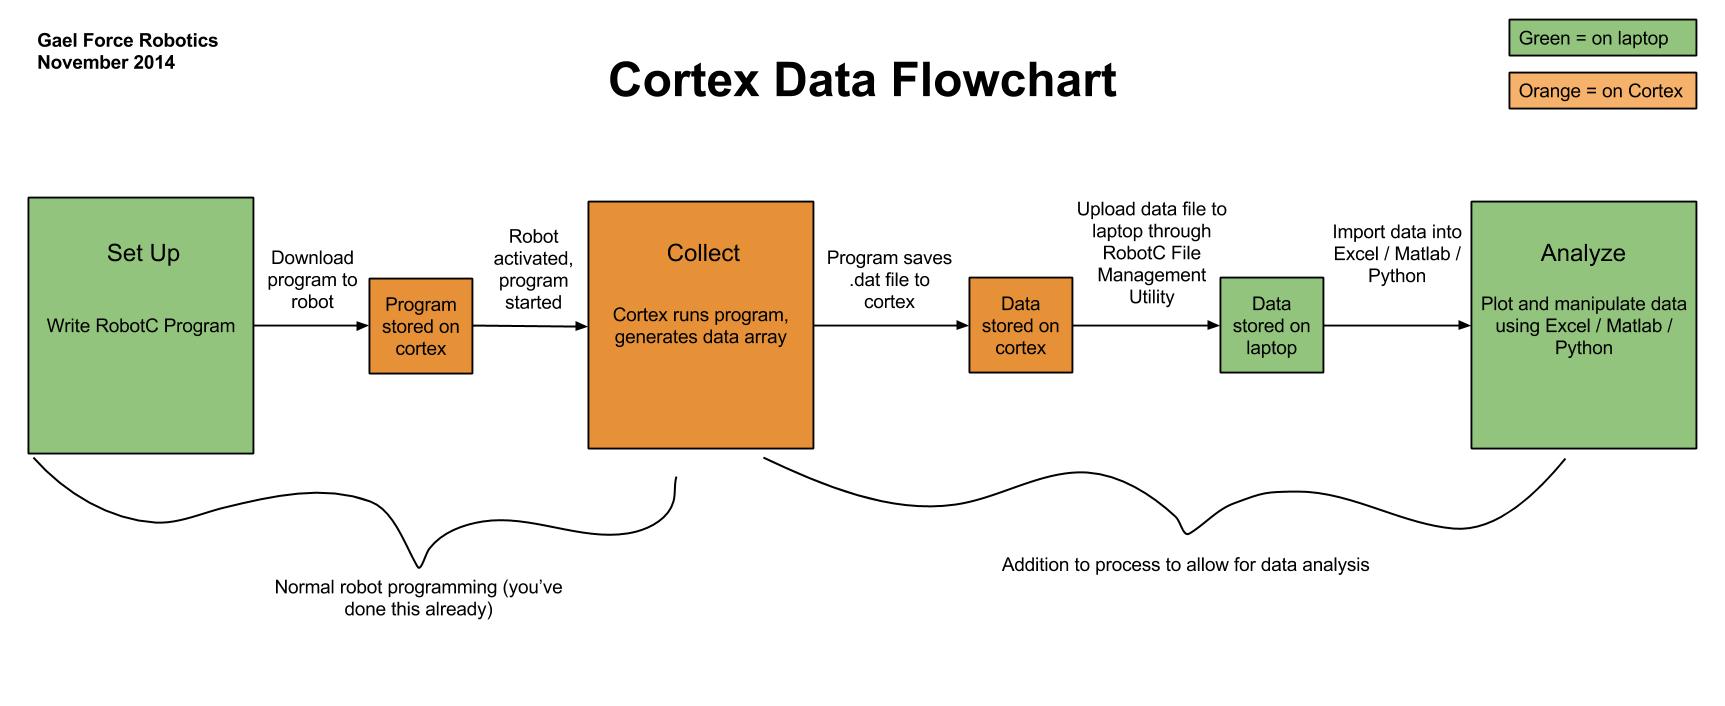 Gael Force Robotics
November 2014
Cortex Data Flowchart
Green = on laptop
Orange = on Cortex
Set Up
Write RobotC Program
Download
program to
robot
Program
stored on
cortex
Robot
activated,
program
started
Collect
Cortex runs program,
generates data array
Program saves
.dat file to
cortex
Data
stored on
cortex
Upload data file to
laptop through
RobotC File
Management
Utility
Data
stored on
laptop
Import data into
Excel / Matlab /
Python
Analyze
Plot and manipulate data
using Excel / Matlab /
Python
Normal robot programming (you've
done this already)
Addition to process to allow for data analysis